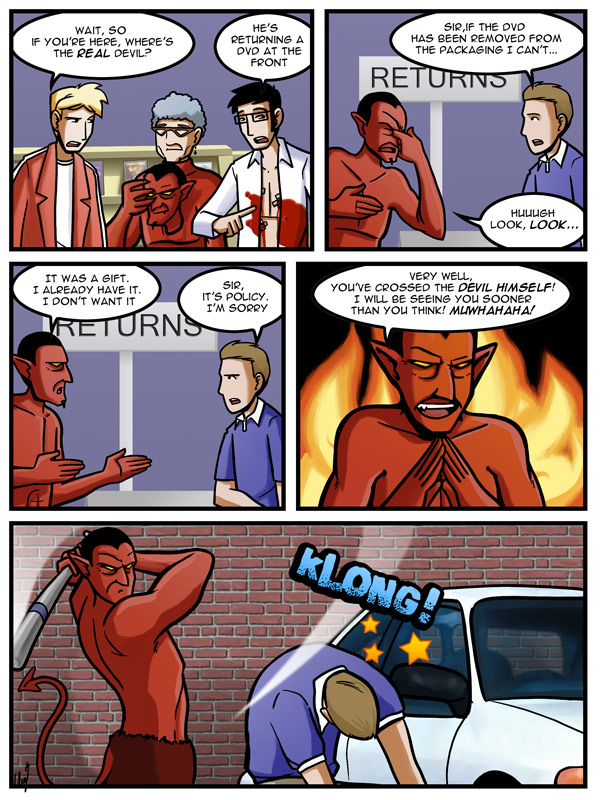 WAIT, SO
IF YOU'RE HERE, WHERE'S
THE REAL DEVIL?
HE'S
RETURNING A
DVD AT THE
FRONT
SIR,IF THE DVD
HAS BEEN REMOVED FROM
THE PACKAGING I CAN'T...
RETURNS
HUUUGH
LOOK, LOOK...
IT WAS A GIFT.
I ALREADY HAVE IT.
I DON'T WANT IT
SIR,
IT'S POLICY.
I'M SORRY
RETURNS
VERY WELL,
YOU'VE CROSSED THE DEVIL HIMSELF!
I WILL BE SEEING YOU SOONER
THAN YOU THINK! MUWHAHAHA!
KLONG!